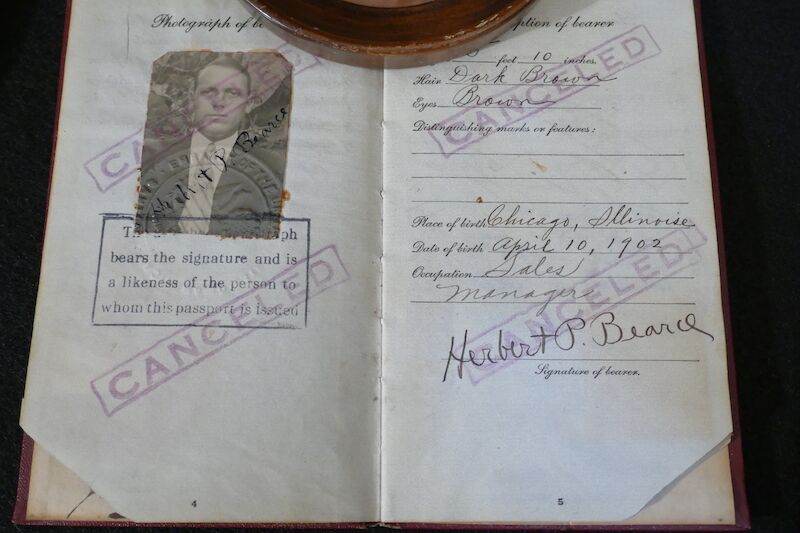 Photograph of
CANCELED
Herbert P. Bearce
bears the signature and is
a likeness of the person to
whom this passport is issued
CANCELED
4
of bearer.
feet 10 inches.
Hair Dark Brown
Eyes Brown
CANCELED
Distinguishing marks or features:
Place of birth Chicago, Illinoise
Date of birth April 10, 1902
Occupation Sales
Manager
CANCELED
Herbert P. Bearce
Signature of bearer.
5